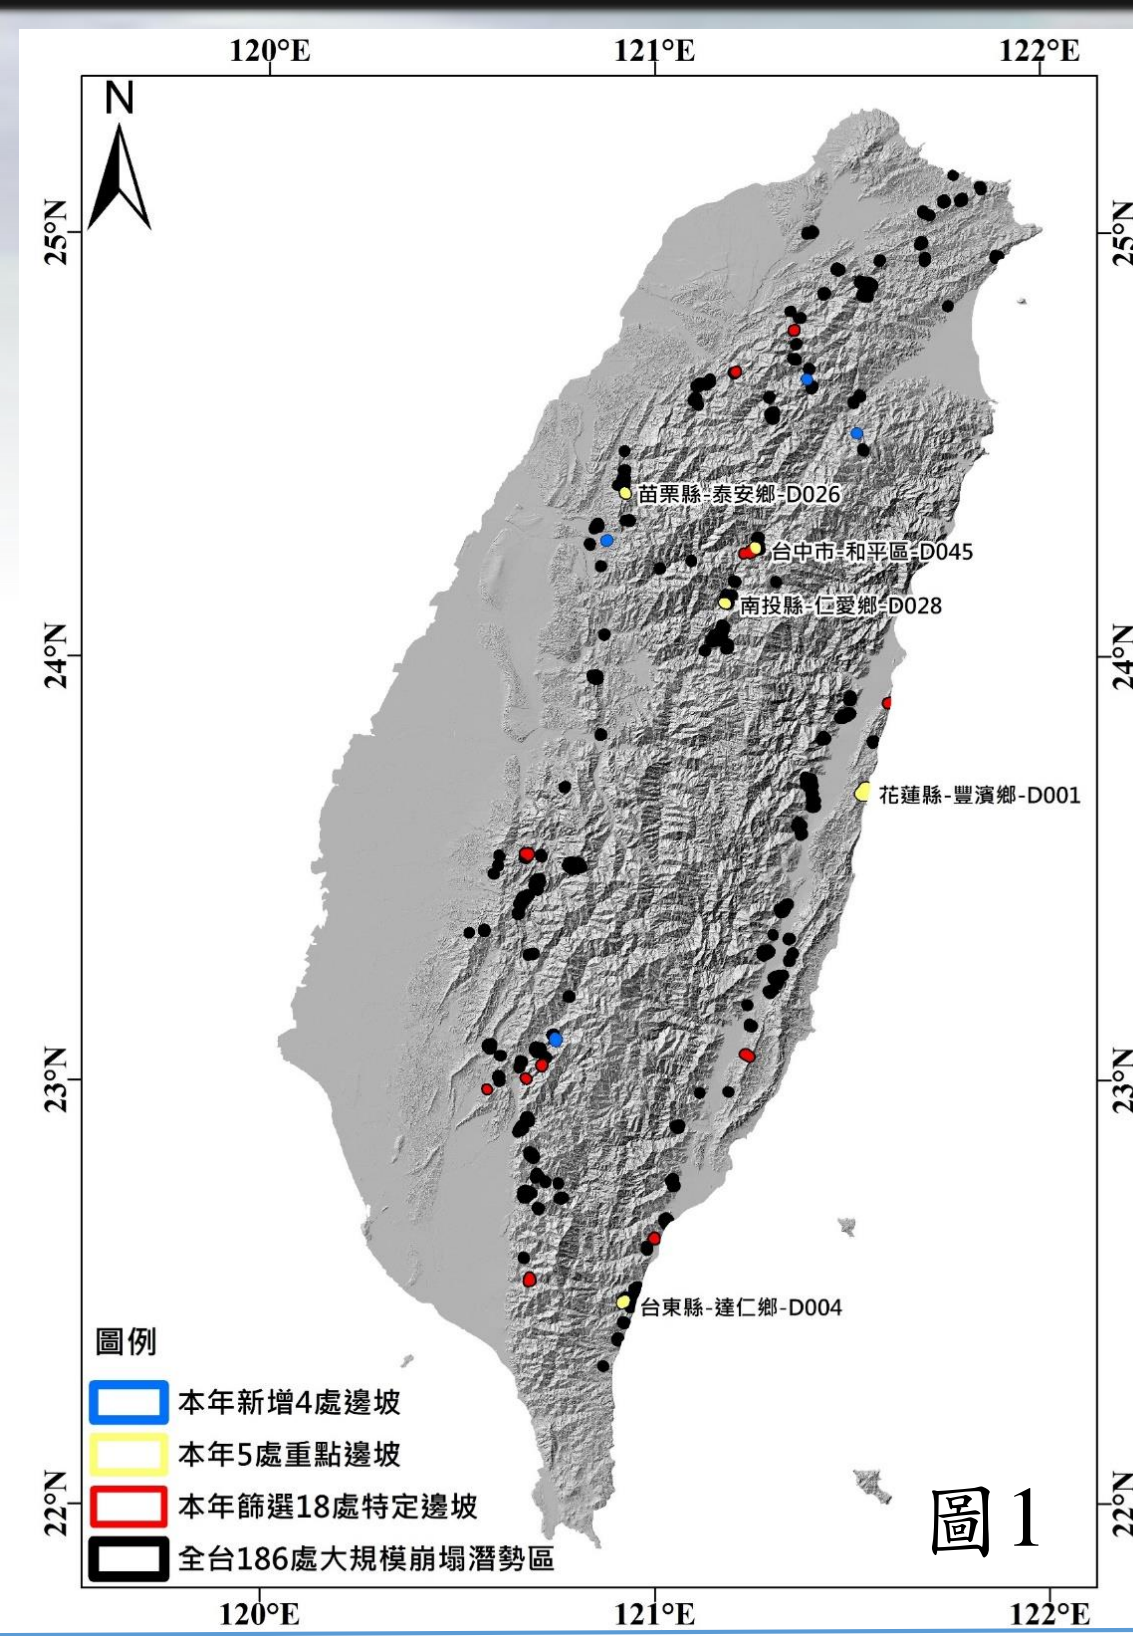 120°E 121°E 122°E
N
25°N 25°N
苗栗縣-泰安鄉-D026
台中市-和平區-D045
南投縣-仁愛鄉-D028
24°N 24°N
花蓮縣-豐濱鄉-D001
23°N 23°N
台東縣-達仁鄉-D004
圖例
本年新增4處邊坡
本年5處重點邊坡
本年篩選18處特定邊坡
全台186處大規模崩塌潛勢區
22°N 22°N
圖1
120°E 121°E 122°E